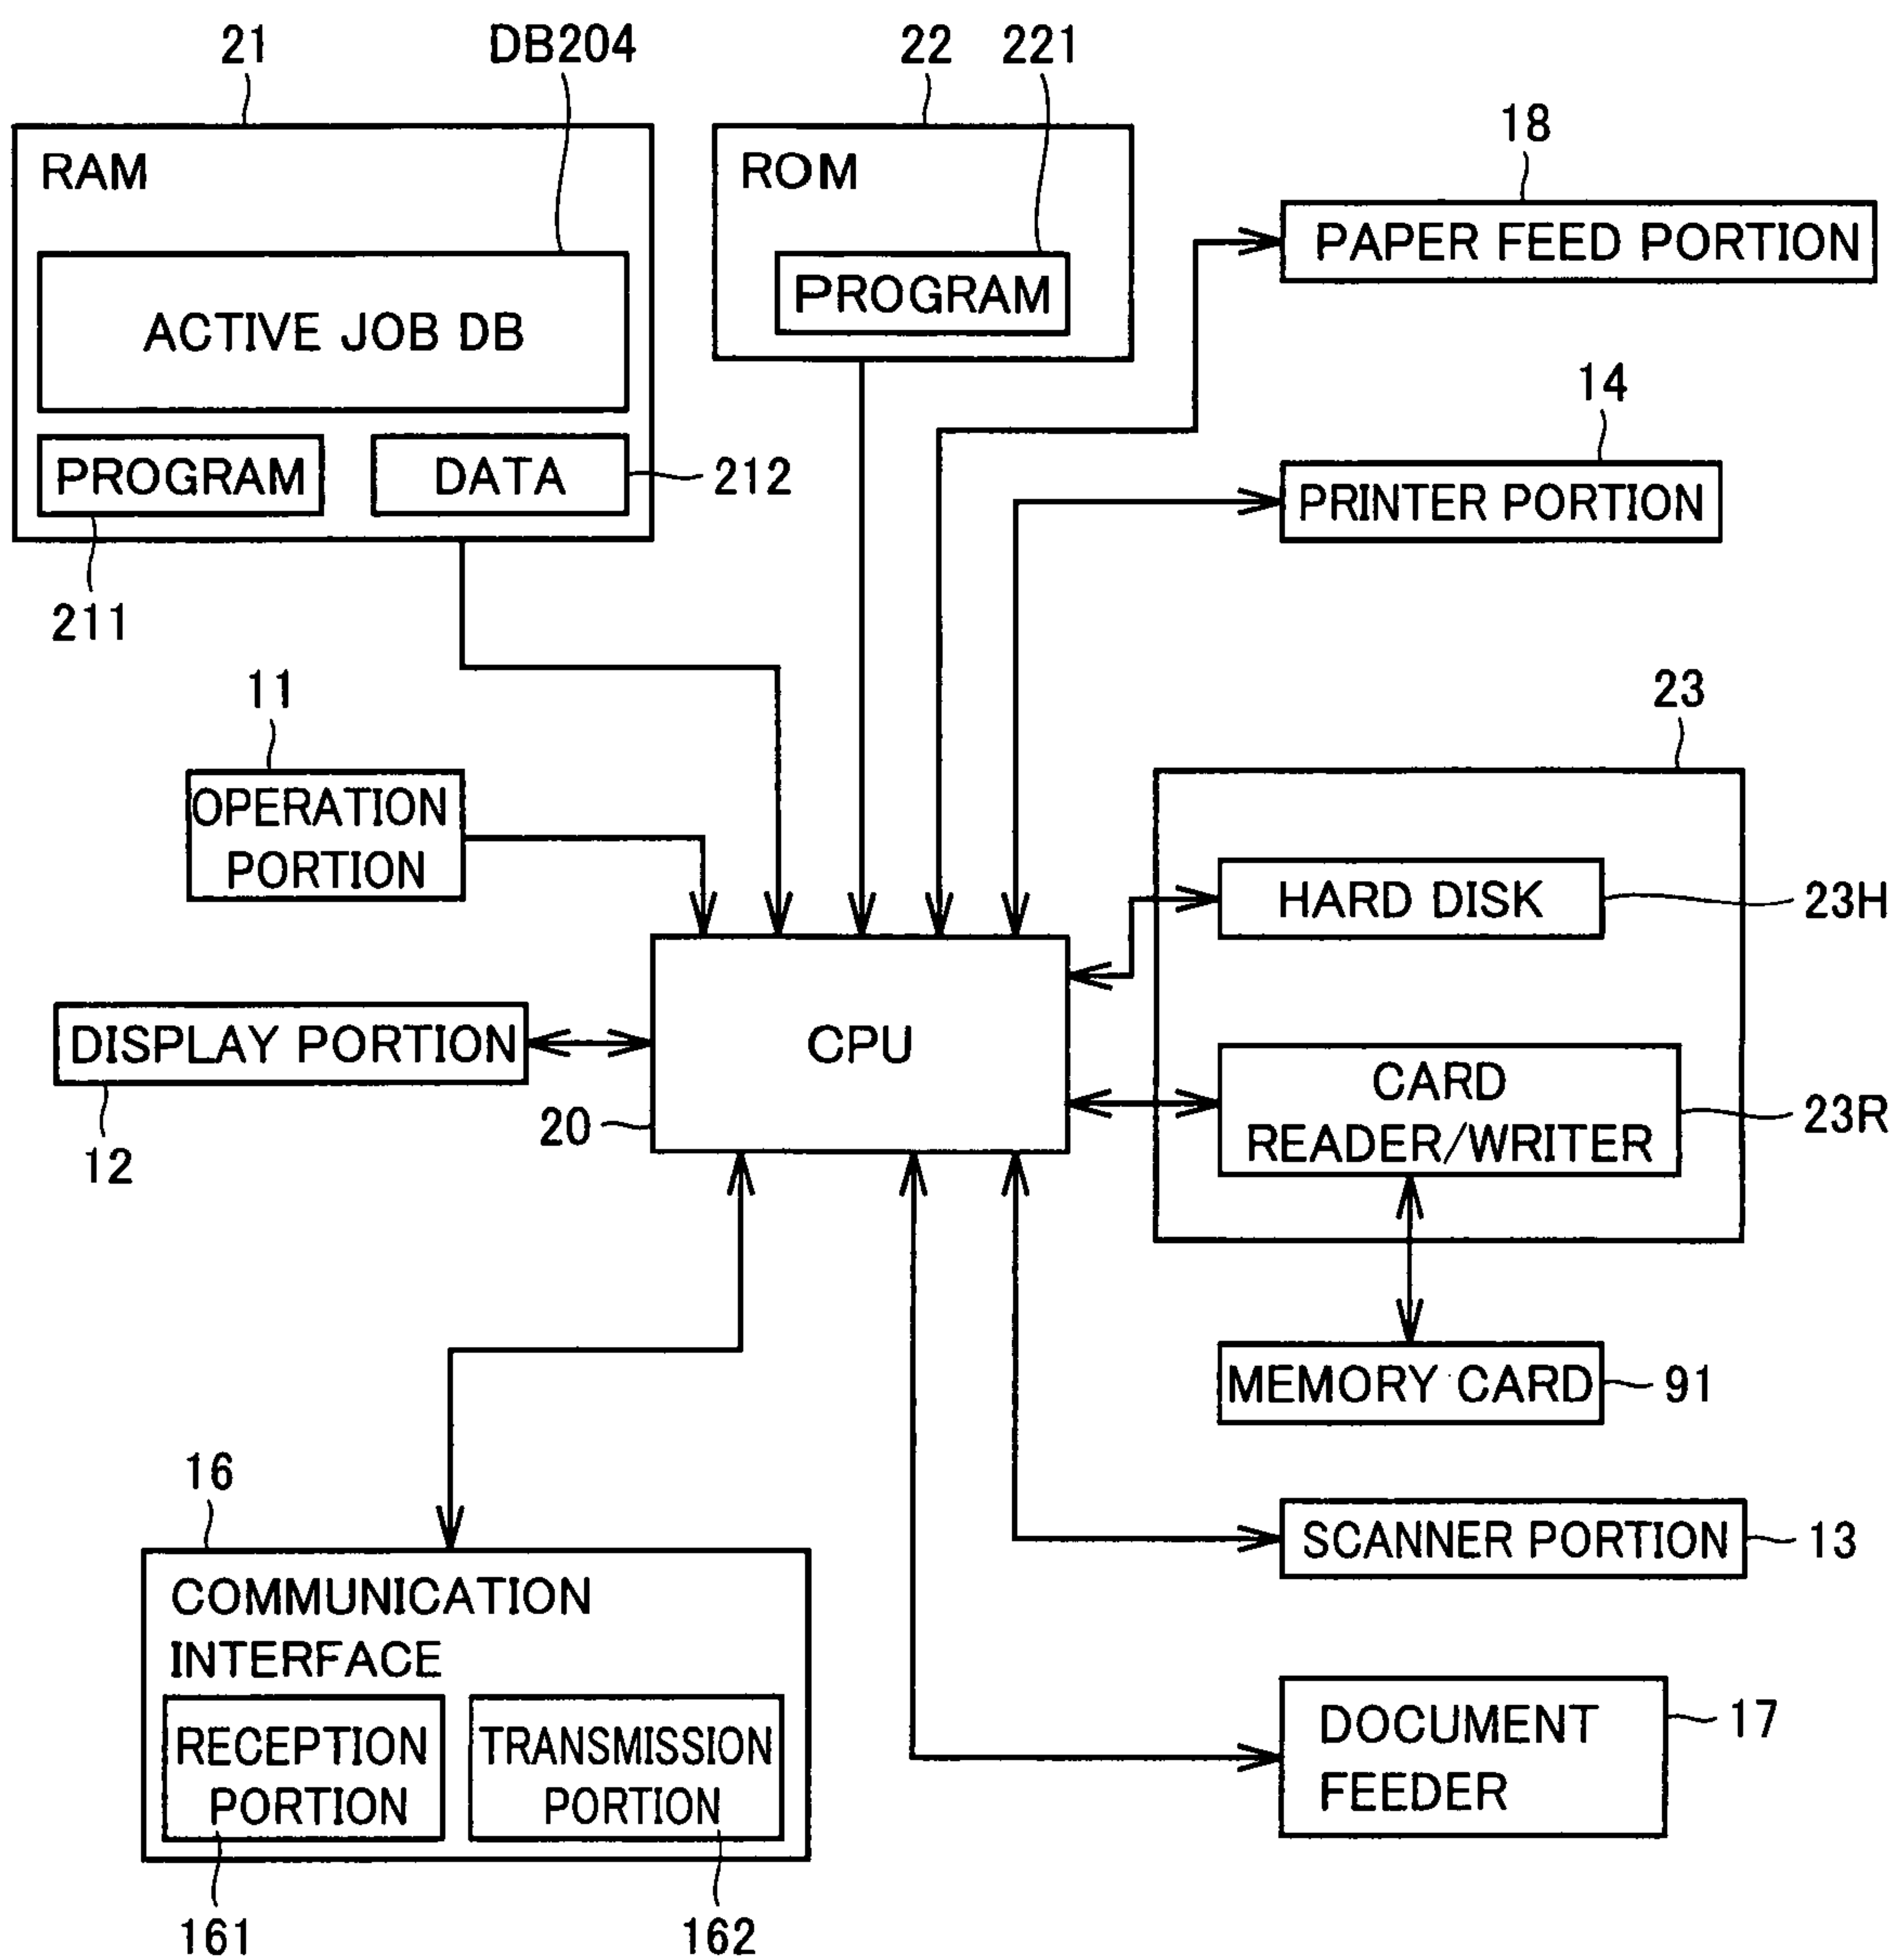 21
DB204
22
221
18
RAM
ROM
PAPER FEED PORTION
PROGRAM
ACTIVE JOB DB
14
PROGRAM
DATA
212
PRINTER PORTION
211
11
23
OPERATION
PORTION
HARD DISK
23H
DISPLAY PORTION
CPU
CARD
READER/WRITER
23R
20
12
MEMORY CARD
91
16
SCANNER PORTION
13
COMMUNICATION
INTERFACE
RECEPTION
PORTION
TRANSMISSION
PORTION
DOCUMENT
FEEDER
17
161
162